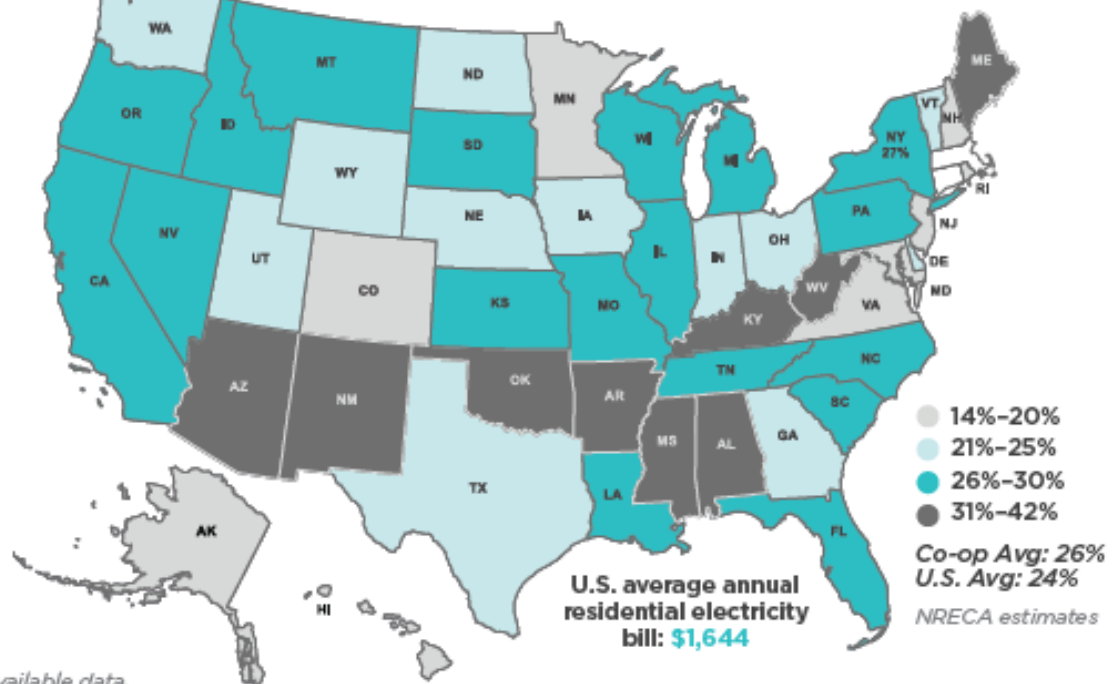 WA
MT
ND
MN
ME
OR
ID
SD
WI
MI
VT
NH
NY
27%
WY
RI
NV
NE
IA
PA
NJ
UT
OH
IN
IL
DE
CA
CO
KS
MO
WV
MD
VA
KY
NC
TN
AZ
NM
OK
AR
SC
MS
AL
GA
TX
LA
FL
AK
HI
14%–20%
21%–25%
26%–30%
31%–42%
Co-op Avg: 26%
U.S. Avg: 24%
NRECA estimates
U.S. average annual
residential electricity
bill: $1,644
data